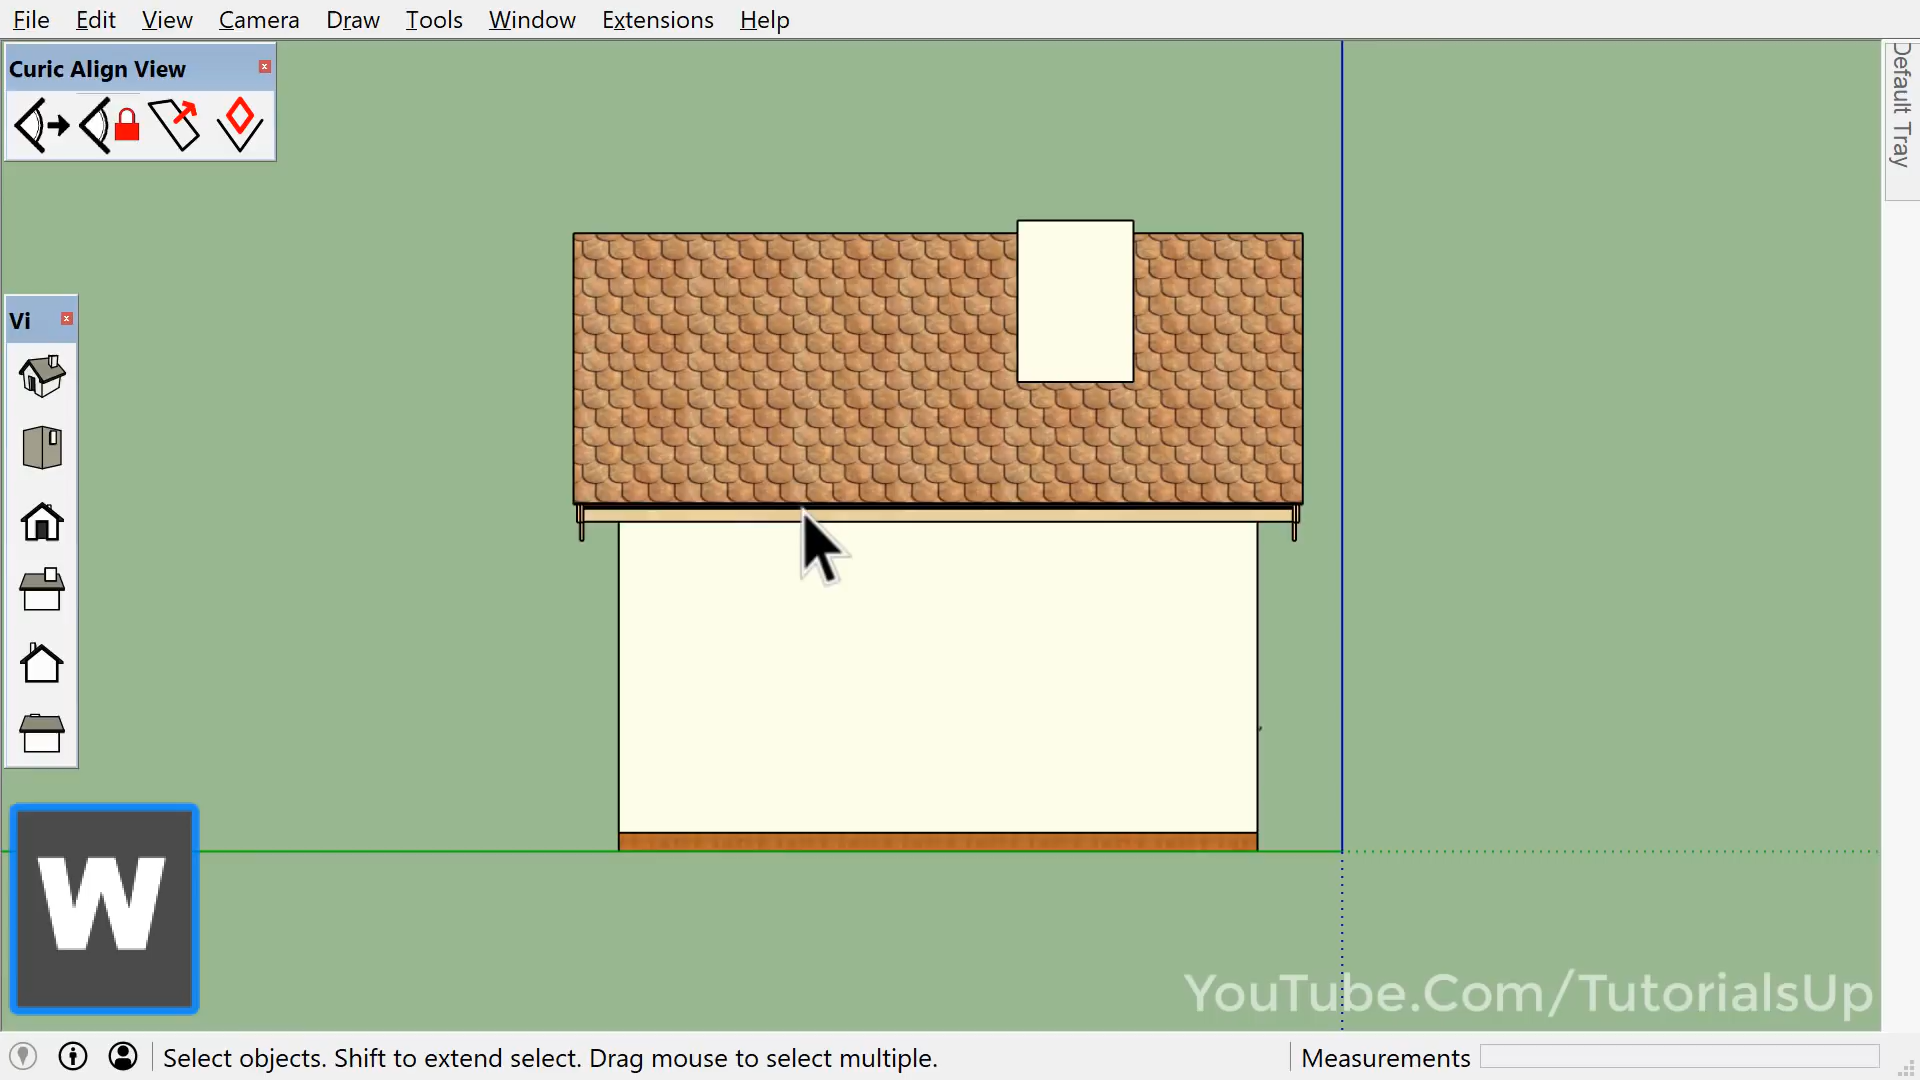 File Edit View Camera Draw Tools Window Extensions Help
Curic Align View
Default Tray
Vi
W
YouTube.Com/TutorialsUp
Select objects. Shift to extend select. Drag mouse to select multiple.
Measurements